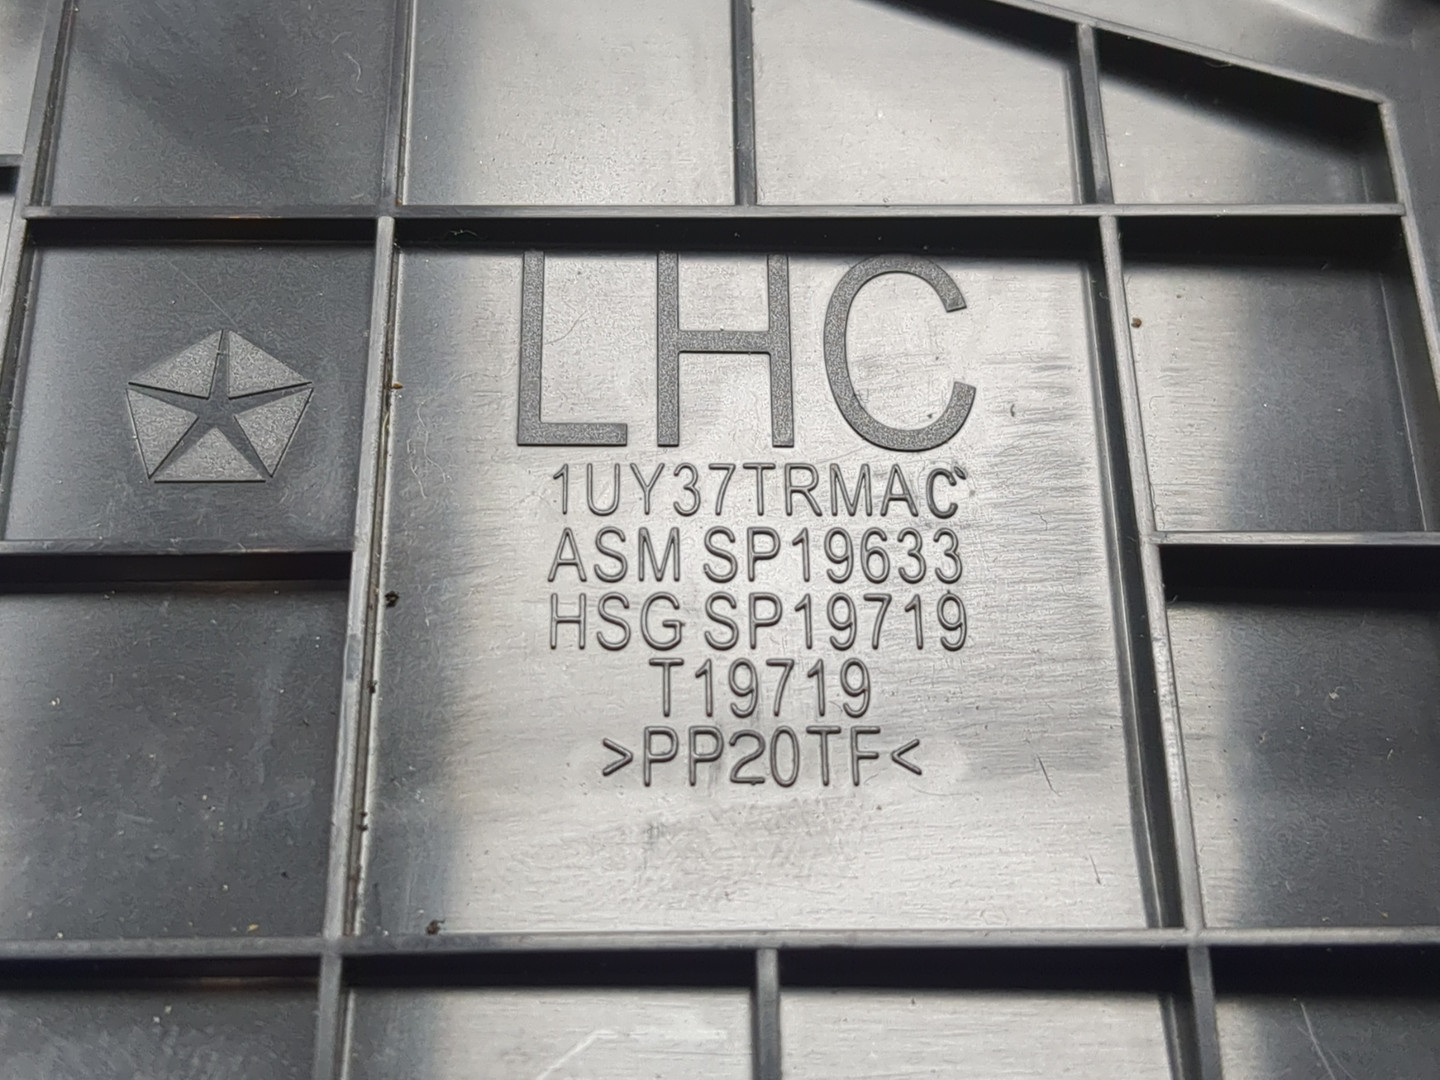 LHC
1UY37TRMAC
ASM SP19633
HSG SP19719
T19719
>PP20TF<